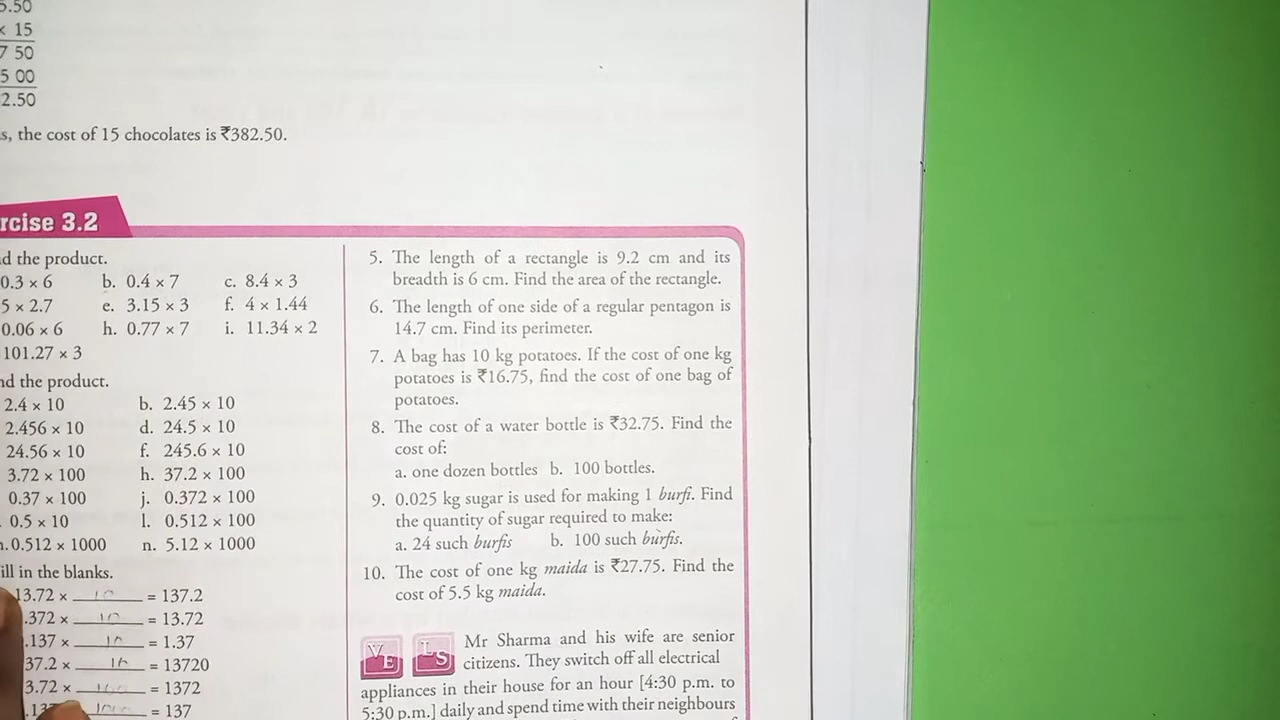 5.50
× 15
7 50
5 00
2.50
s, the cost of 15 chocolates is ₹382.50.
rcise 3.2
d the product.
0.3 × 6 b. 0.4 × 7 c. 8.4 × 3
5 × 2.7 e. 3.15 × 3 f. 4 × 1.44
0.06 × 6 h. 0.77 × 7 i. 11.34 × 2
101.27 × 3
nd the product.
2.4 × 10 b. 2.45 × 10
2.456 × 10 d. 24.5 × 10
24.56 × 10 f. 245.6 × 10
3.72 × 100 h. 37.2 × 100
0.37 × 100 j. 0.372 × 100
0.5 × 10 l. 0.512 × 100
0.512 × 1000 n. 5.12 × 1000
ill in the blanks.
13.72 × 10 = 137.2
.372 × 10 = 13.72
.137 × 10 = 1.37
37.2 × = 13720
3.72 × 100 = 1372
.137 × 1000 = 137
5. The length of a rectangle is 9.2 cm and its
breadth is 6 cm. Find the area of the rectangle.
6. The length of one side of a regular pentagon is
14.7 cm. Find its perimeter.
7. A bag has 10 kg potatoes. If the cost of one kg
potatoes is ₹16.75, find the cost of one bag of
potatoes.
8. The cost of a water bottle is ₹32.75. Find the
cost of:
a. one dozen bottles b. 100 bottles.
9. 0.025 kg sugar is used for making 1 burfi. Find
the quantity of sugar required to make:
a. 24 such burfis b. 100 such burfis.
10. The cost of one kg maida is ₹27.75. Find the
cost of 5.5 kg maida.
VE LS Mr Sharma and his wife are senior
citizens. They switch off all electrical
appliances in their house for an hour [4:30 p.m. to
5:30 p.m.] daily and spend time with their neighbours